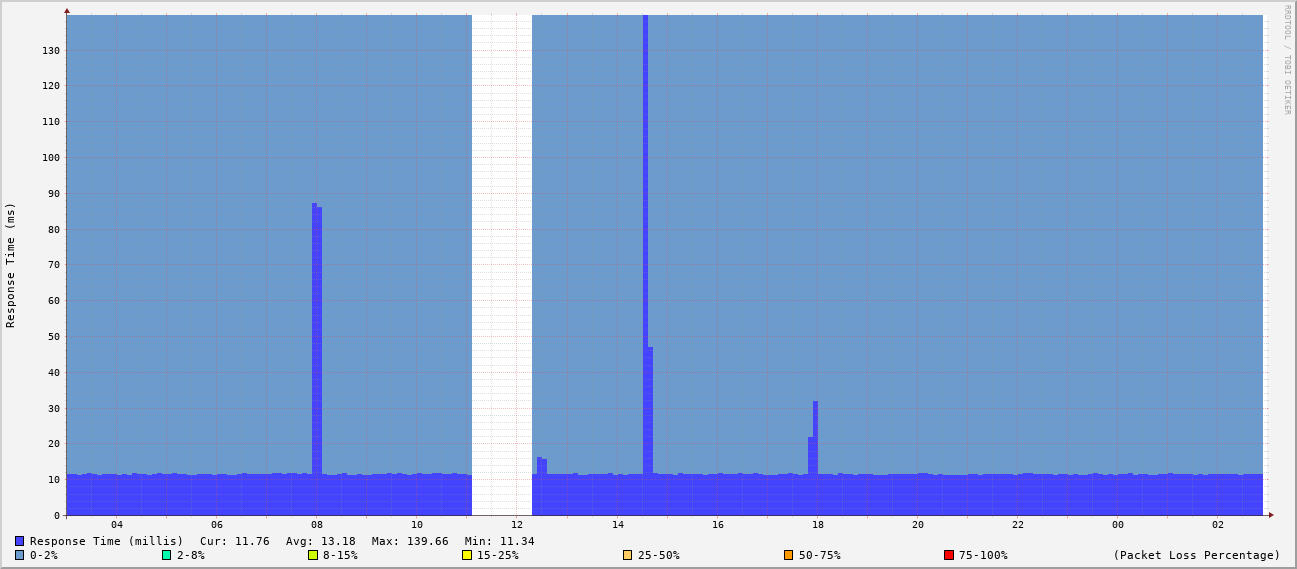 RRDTOOL / TOBI OETIKER
Response Time (ms)
130
120
110
100
90
80
70
60
50
40
30
20
10
0
04 06 08 10 12 14 16 18 20 22 00 02
Response Time (millis) Cur: 11.76 Avg: 13.18 Max: 139.66 Min: 11.34
0-2% 2-8% 8-15% 15-25% 25-50% 50-75% 75-100% (Packet Loss Percentage)